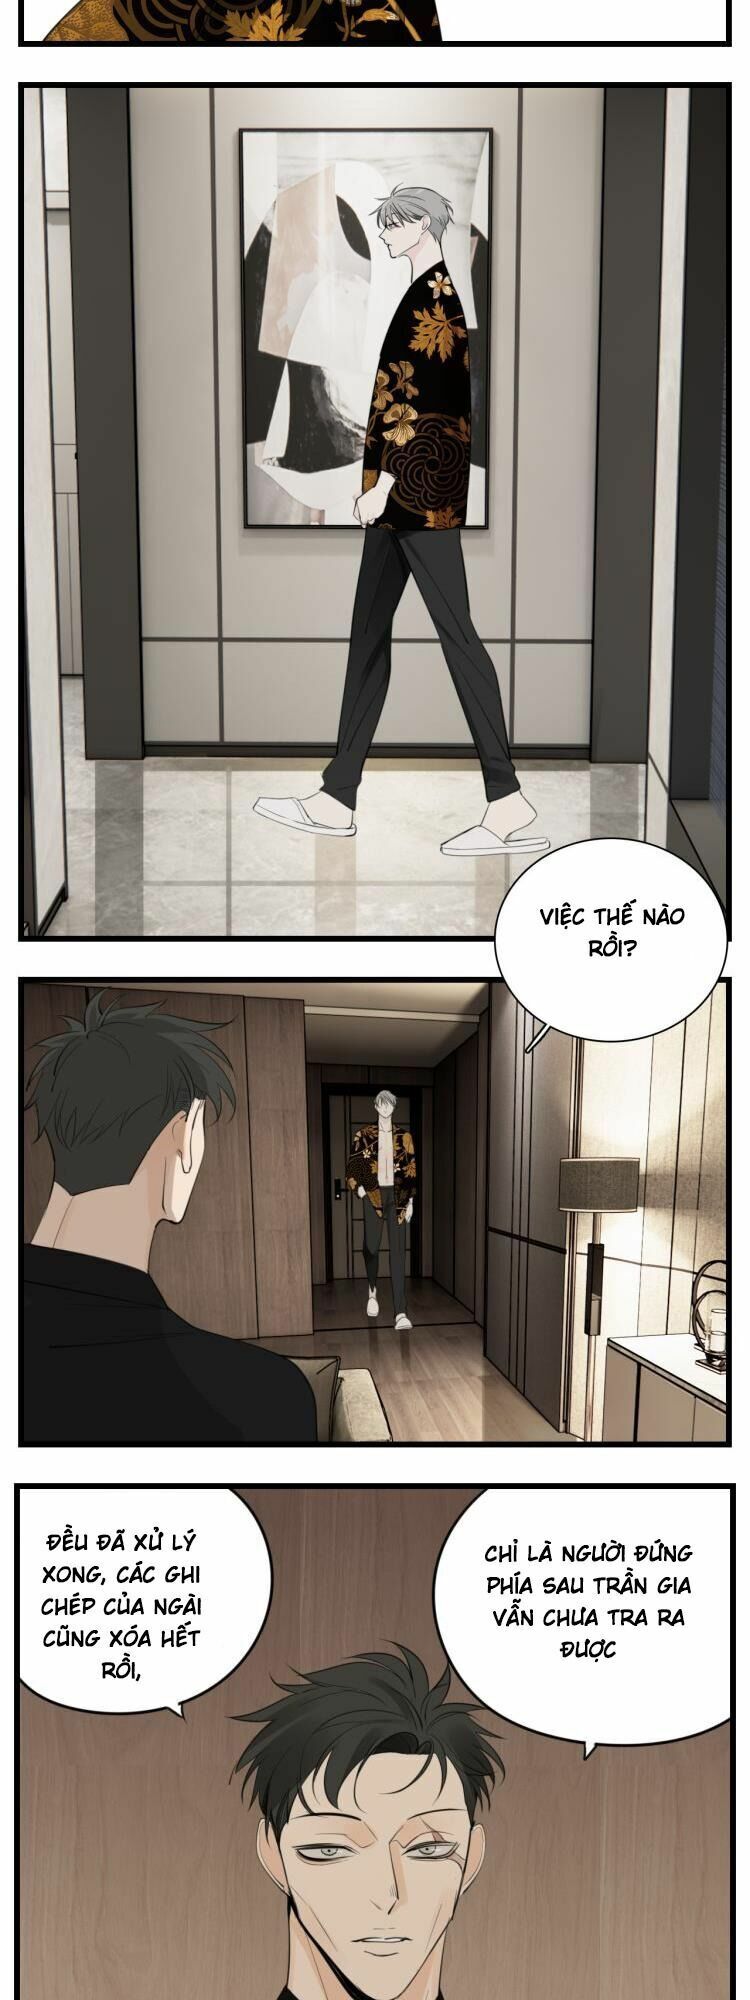 VIỆC THẾ NÀO
RỒI?
ĐỀU ĐÃ XỬ LÝ
XONG, CÁC GHI
CHÉP CỦA NGÀI
CŨNG XÓA HẾT
RỒI,
CHỈ LÀ NGƯỜI ĐỨNG
PHÍA SAU TRẦN GIA
VẪN CHƯA TRA RA
ĐƯỢC